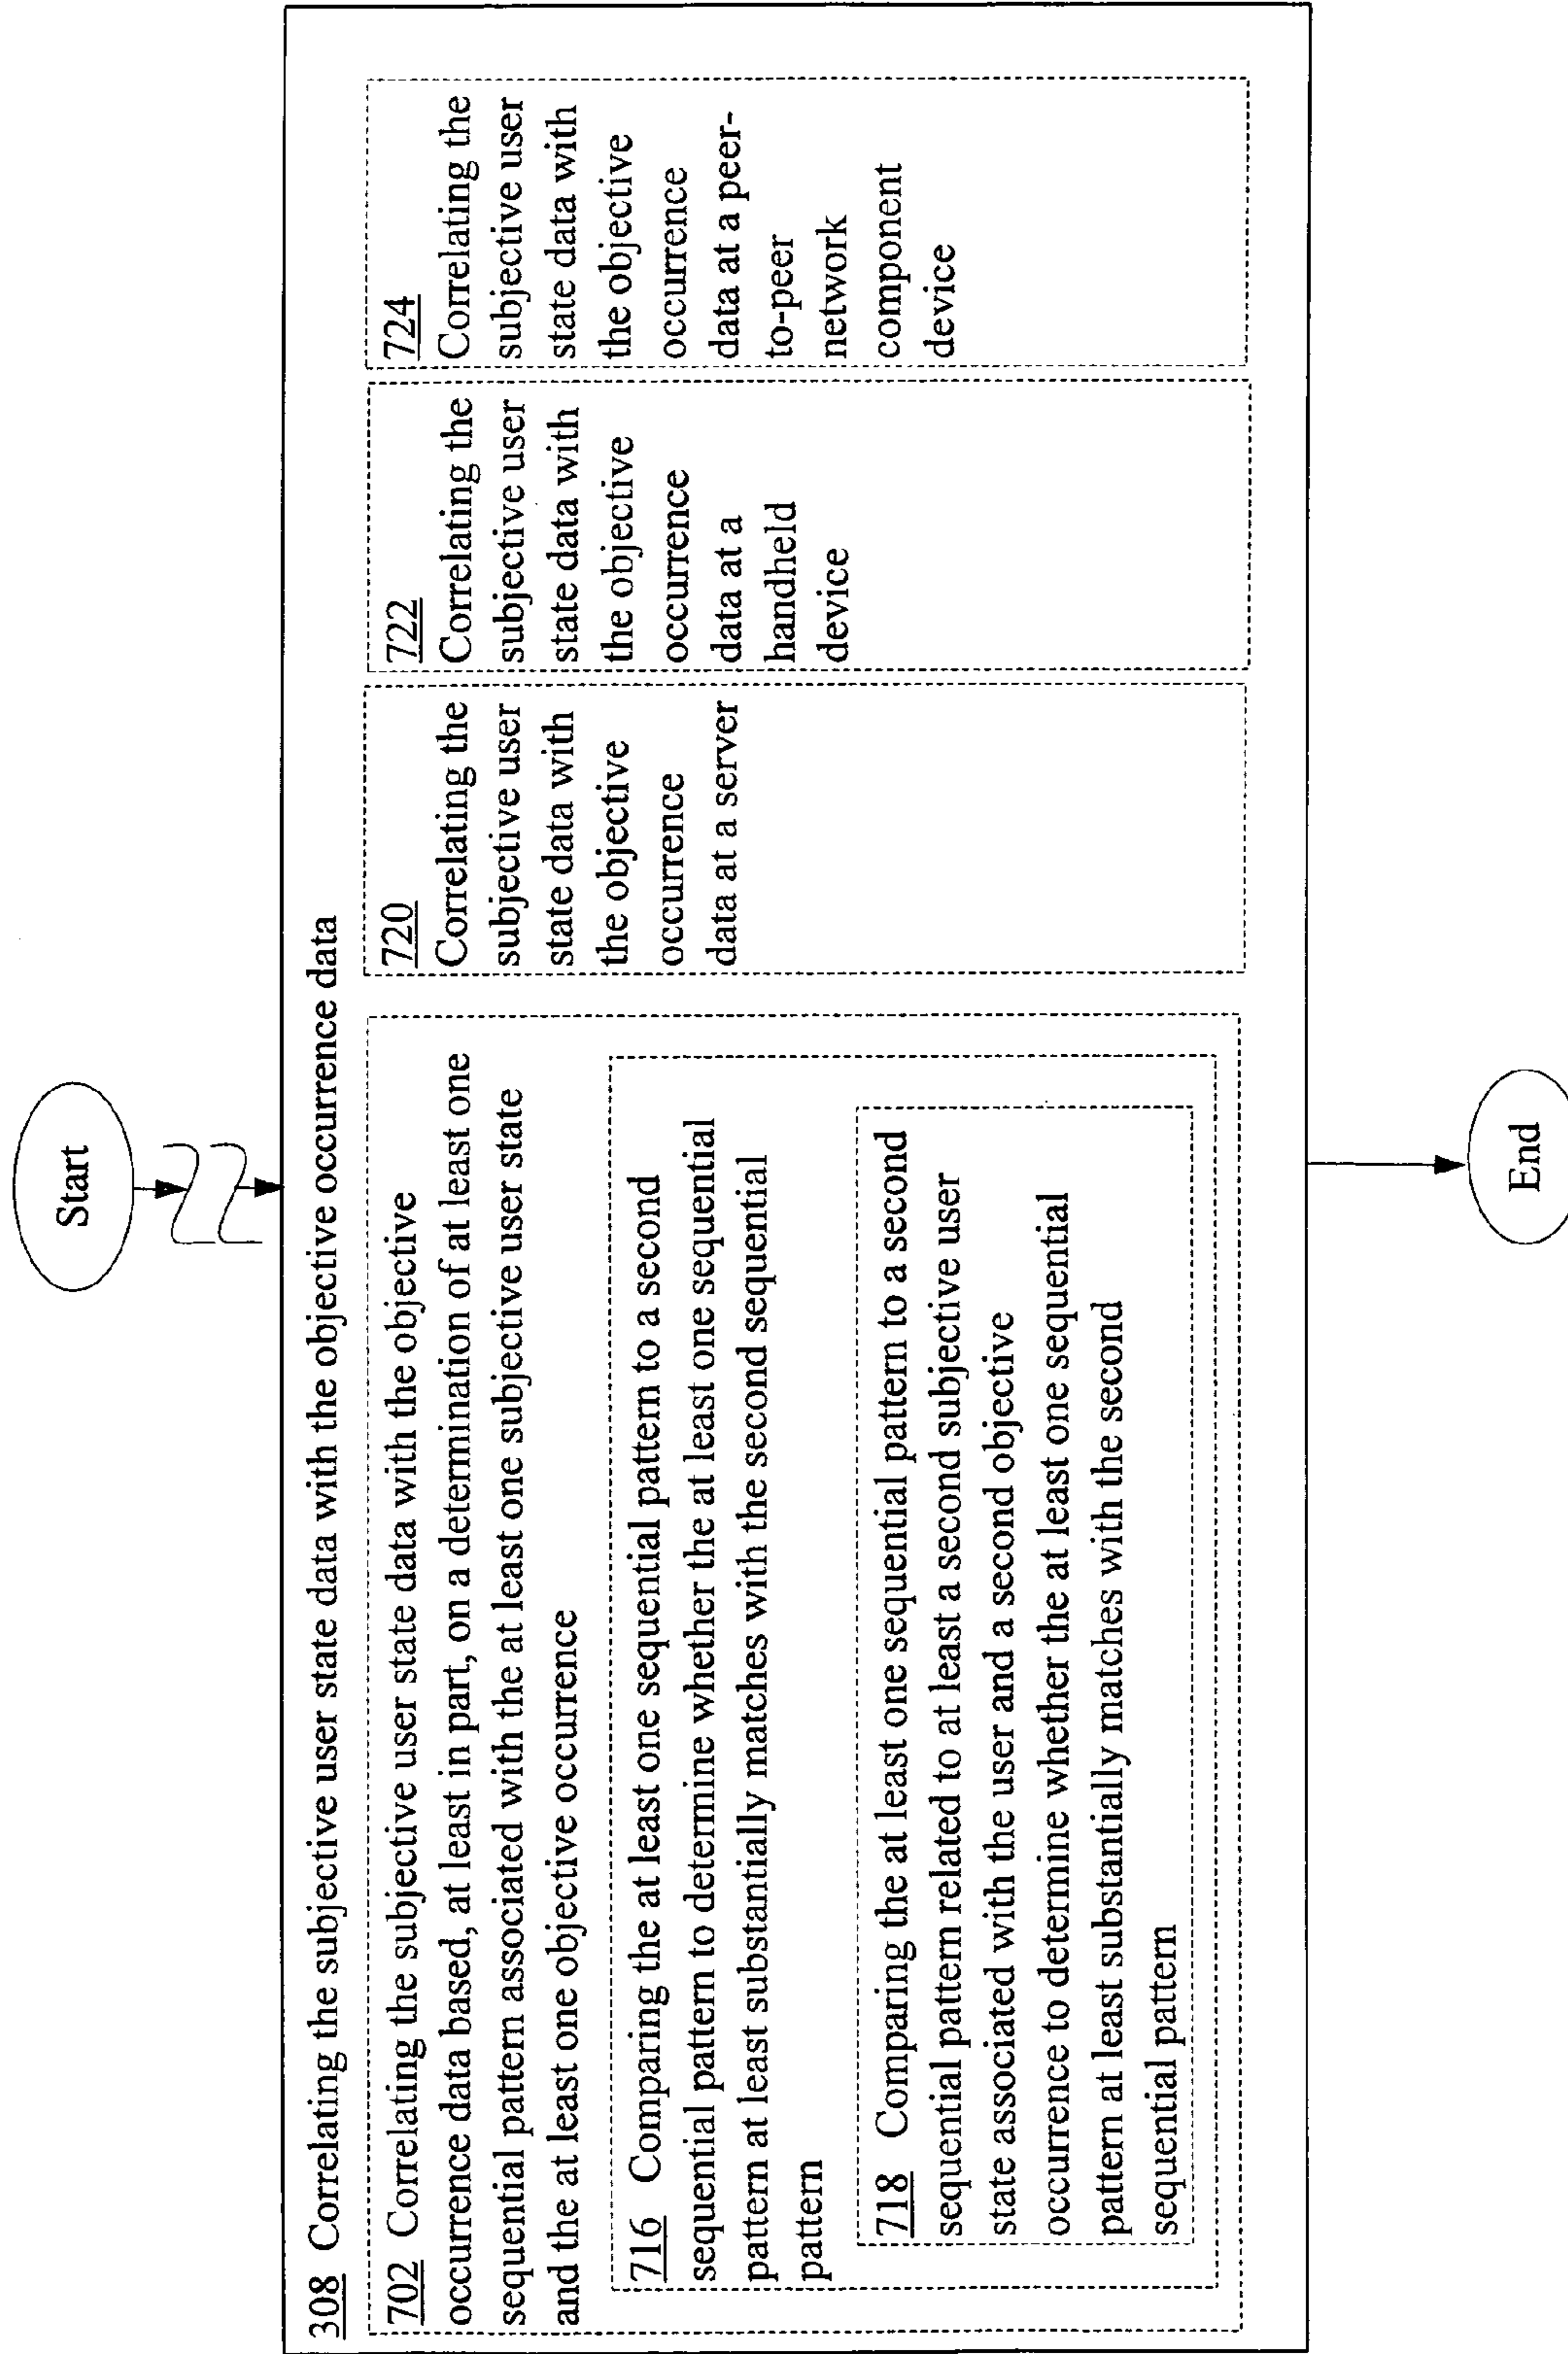 Start
308 Correlating the subjective user state data with the objective occurrence data
702 Correlating the subjective user state data with the objective
occurrence data based, at least in part, on a determination of at least one
sequential pattern associated with the at least one subjective user state
and the at least one objective occurrence
716 Comparing the at least one sequential pattern to a second
sequential pattern to determine whether the at least one sequential
pattern at least substantially matches with the second sequential
pattern
718 Comparing the at least one sequential pattern to a second
sequential pattern related to at least a second subjective user
state associated with the user and a second objective
occurrence to determine whether the at least one sequential
pattern at least substantially matches with the second
sequential pattern
720
Correlating the
subjective user
state data with
the objective
occurrence
data at a server
722
Correlating the
subjective user
state data with
the objective
occurrence
data at a
handheld
device
724
Correlating the
subjective user
state data with
the objective
occurrence
data at a peer-
to-peer
network
component
device
End